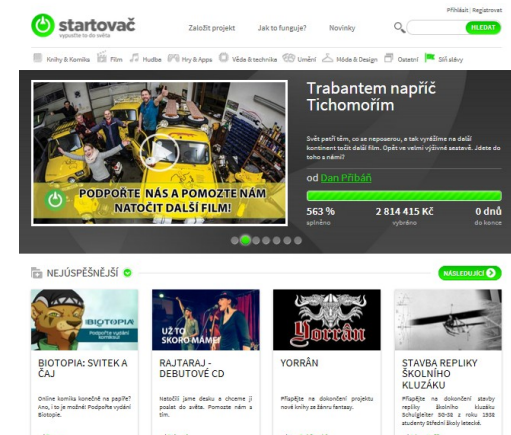 Přihlásit | Registrovat
startovač
vypusťte to do světa
Založit projekt
Jak to funguje?
Novinky
HLEDAT
Knihy & Komiks
Film
Hudba
Hry & Apps
Věda & technika
Umění
Móda & Design
Ostatní
Síň slávy
PODPOŘTE NÁS A POMOZTE NÁM
NATOČIT DALŠÍ FILM!
Trabantem napříč
Tichomořím
Svět patří těm, co se neposerou, a tak vyrážíme na další
kontinent točit další film. Opět ve velmi výživné sestavě. Jdete do
toho s námi?
od Dan Přibáň
563 %
splněno
2 814 415 Kč
vybráno
0 dnů
do konce
NEJÚSPĚŠNĚJŠÍ
NÁSLEDUJÍCÍ
BIOTOPIA
Podpořte vydání
komiksu!
BIOTOPIA: SVITEK A
ČAJ
Online komiks konečně na papíře?
Ano, i to je možné! Podpořte vydání
Biotopie.
UŽ TO
SKORO MÁME!
RAJTARAJ -
DEBUTOVÉ CD
Natočili jsme desku a chceme ji
poslat do světa. Pomozte nám s
tím.
Yorrân
YORRÂN
Přispějte na dokončení projektu
nové knihy ze žánru fantasy.
STAVBA REPLIKY
ŠKOLNÍHO
KLUZÁKU
Přispějte na dokončení stavby
repliky školního kluzáku
Schulgleiter SG-38 z roku 1938
studenty Střední školy letecké.